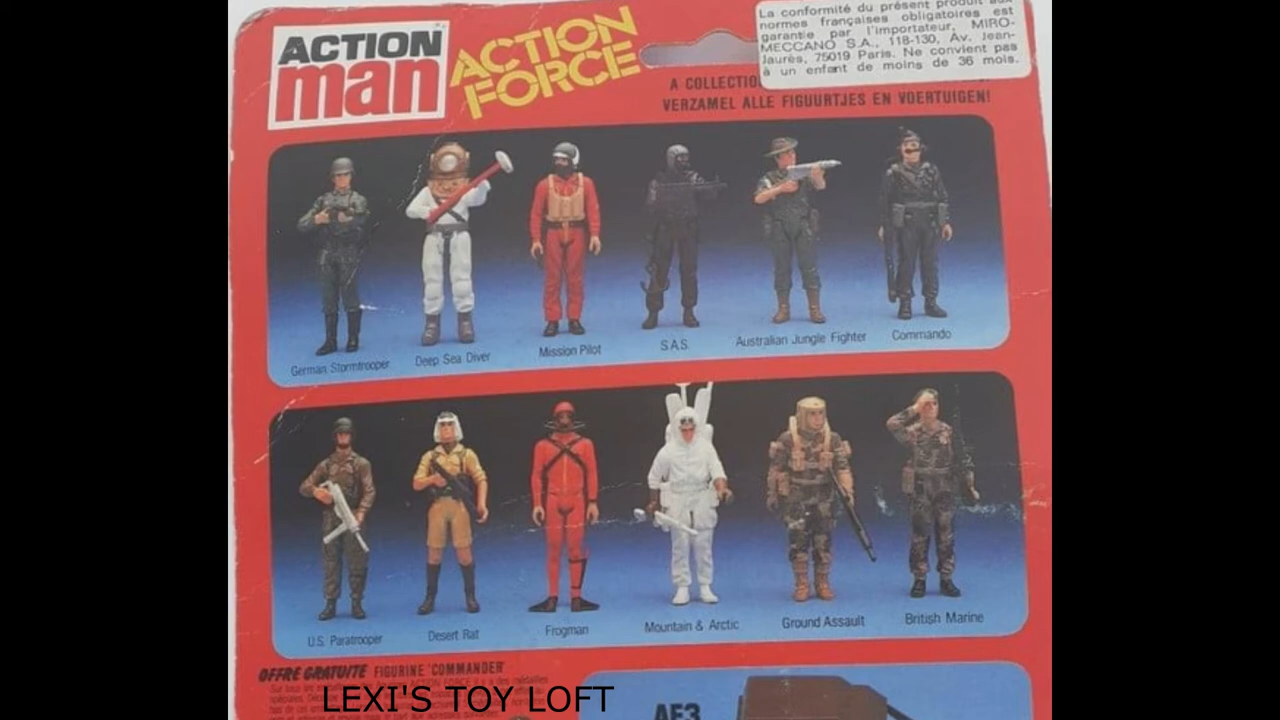 ACTION
man
ACTION
FORCE
La conformité du présent produit aux
normes françaises obligatoires est
garantie par l'importateur, MIRO-
MECCANO S.A., 118-130, Av. Jean-
Jaurès, 75019 Paris. Ne convient pas
à un enfant de moins de 36 mois.
A COLLECTIO
VERZAMEL ALLE FIGUURTJES EN VOERTUIGEN!
German Stormtrooper
Deep Sea Diver
Mission Pilot
S.A.S.
Australian Jungle Fighter
Commando
U.S. Paratrooper
Desert Rat
Frogman
Mountain & Arctic
Ground Assault
British Marine
OFFRE GRATUITE FIGURINE 'COMMANDER'
LEXI'S TOY LOFT
AF3